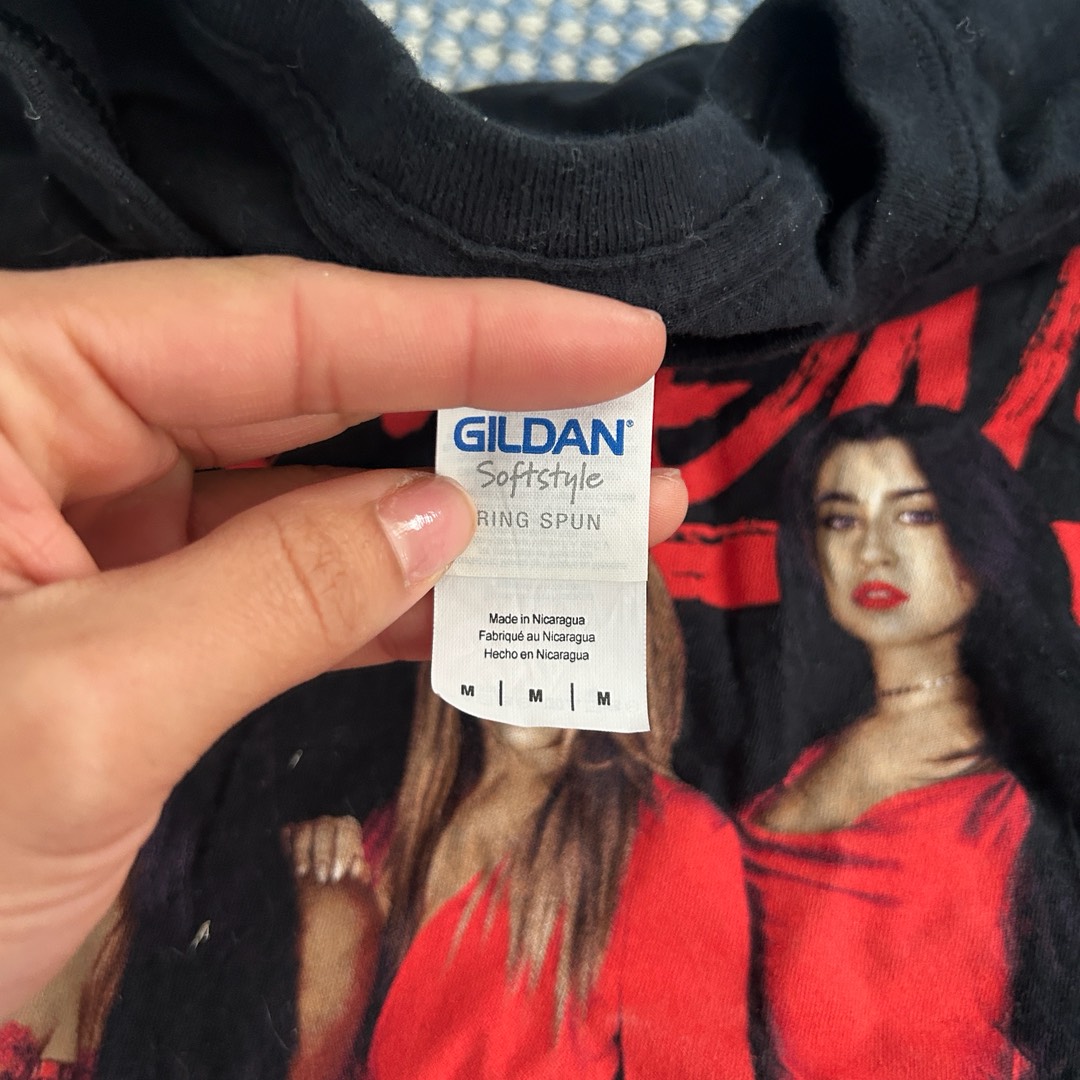 GILDAN®
Softstyle
RING SPUN
Made in Nicaragua
Fabriqué au Nicaragua
Hecho en Nicaragua
M | M | M